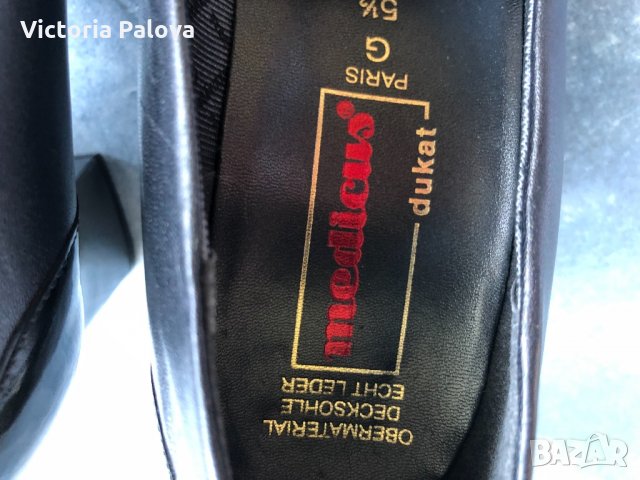 Victoria Palova
5½
G
PARIS
medicus®
dukat
OBERMATERIAL
DECKSOHLE
ECHT LEDER
BAZAR